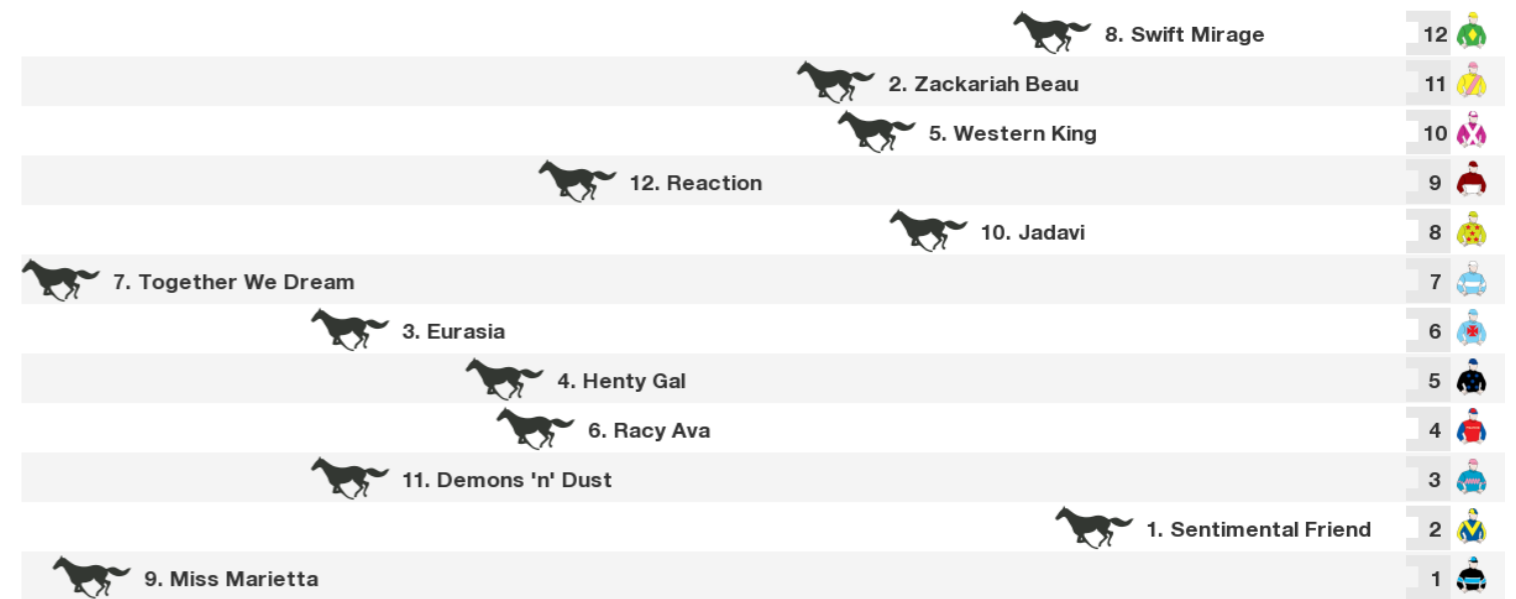 8. Swift Mirage 12
2. Zackariah Beau 11
5. Western King 10
12. Reaction 9
10. Jadavi 8
7. Together We Dream 7
3. Eurasia 6
4. Henty Gal 5
6. Racy Ava 4
11. Demons 'n' Dust 3
1. Sentimental Friend 2
9. Miss Marietta 1